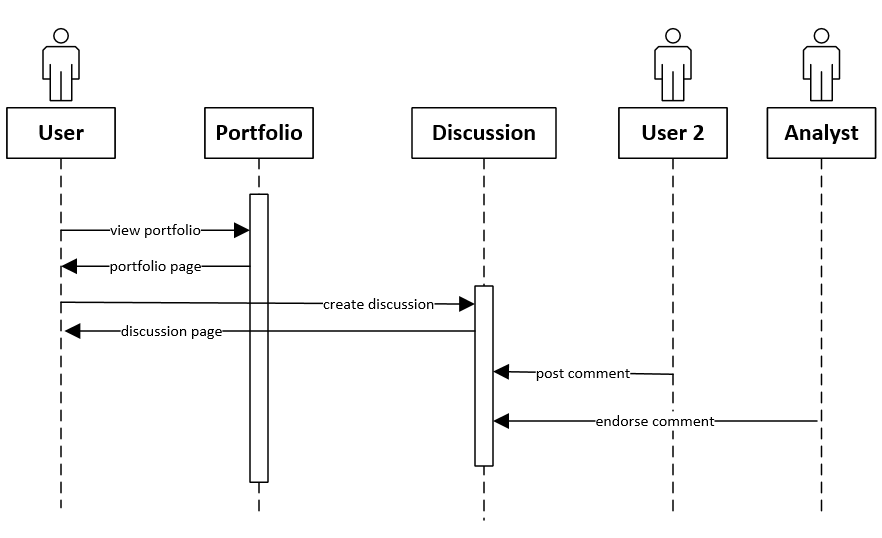 User
Portfolio
Discussion
User 2
Analyst
view portfolio
portfolio page
create discussion
discussion page
post comment
endorse comment